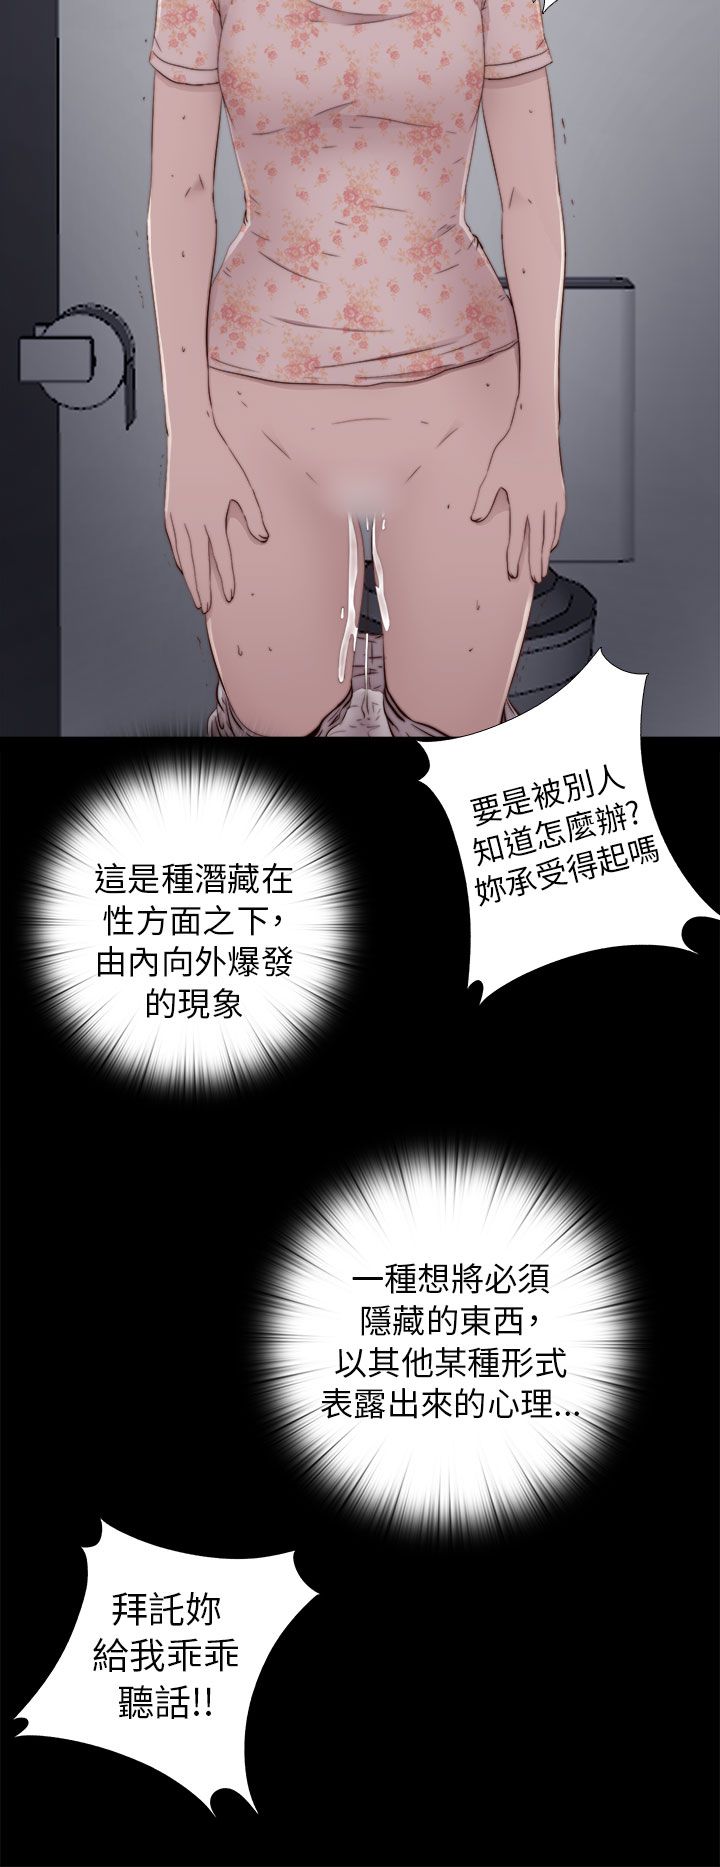 要是被別人
知道怎麼辦?
妳承受得起嗎
這是種潛藏在
性方面之下,
由內向外爆發
的現象
一種想將必須
隱藏的東西,
以其他某種形式
表露出來的心理...
拜託妳
給我乖乖
聽話!!